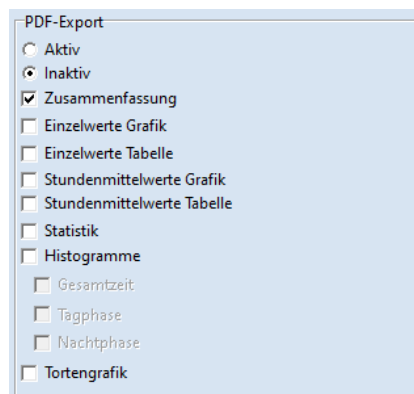 PDF-Export
Aktiv
Inaktiv
Zusammenfassung
Einzelwerte Grafik
Einzelwerte Tabelle
Stundenmittelwerte Grafik
Stundenmittelwerte Tabelle
Statistik
Histogramme
Gesamtzeit
Tagphase
Nachtphase
Tortengrafik